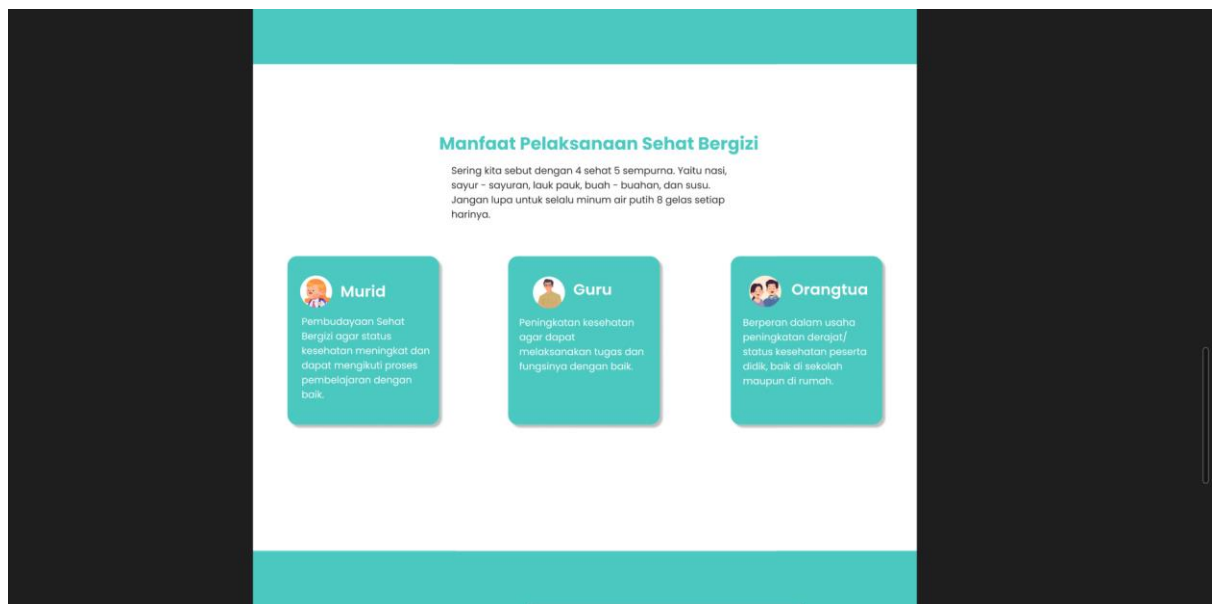 Manfaat Pelaksanaan Sehat Bergizi
Sering kita sebut dengan 4 sehat 5 sempurna. Yaitu nasi,
sayur - sayuran, lauk pauk, buah - buahan, dan susu.
Jangan lupa untuk selalu minum air putih 8 gelas setiap
harinya.
Murid
Pembudayaan Sehat
Bergizi agar status
kesehatan meningkat dan
dapat mengikuti proses
pembelajaran dengan
baik.
Guru
Peningkatan kesehatan
agar dapat
melaksanakan tugas dan
fungsinya dengan baik.
Orangtua
Berperan dalam usaha
peningkatan derajat/
status kesehatan peserta
didik, baik di sekolah
maupun di rumah.